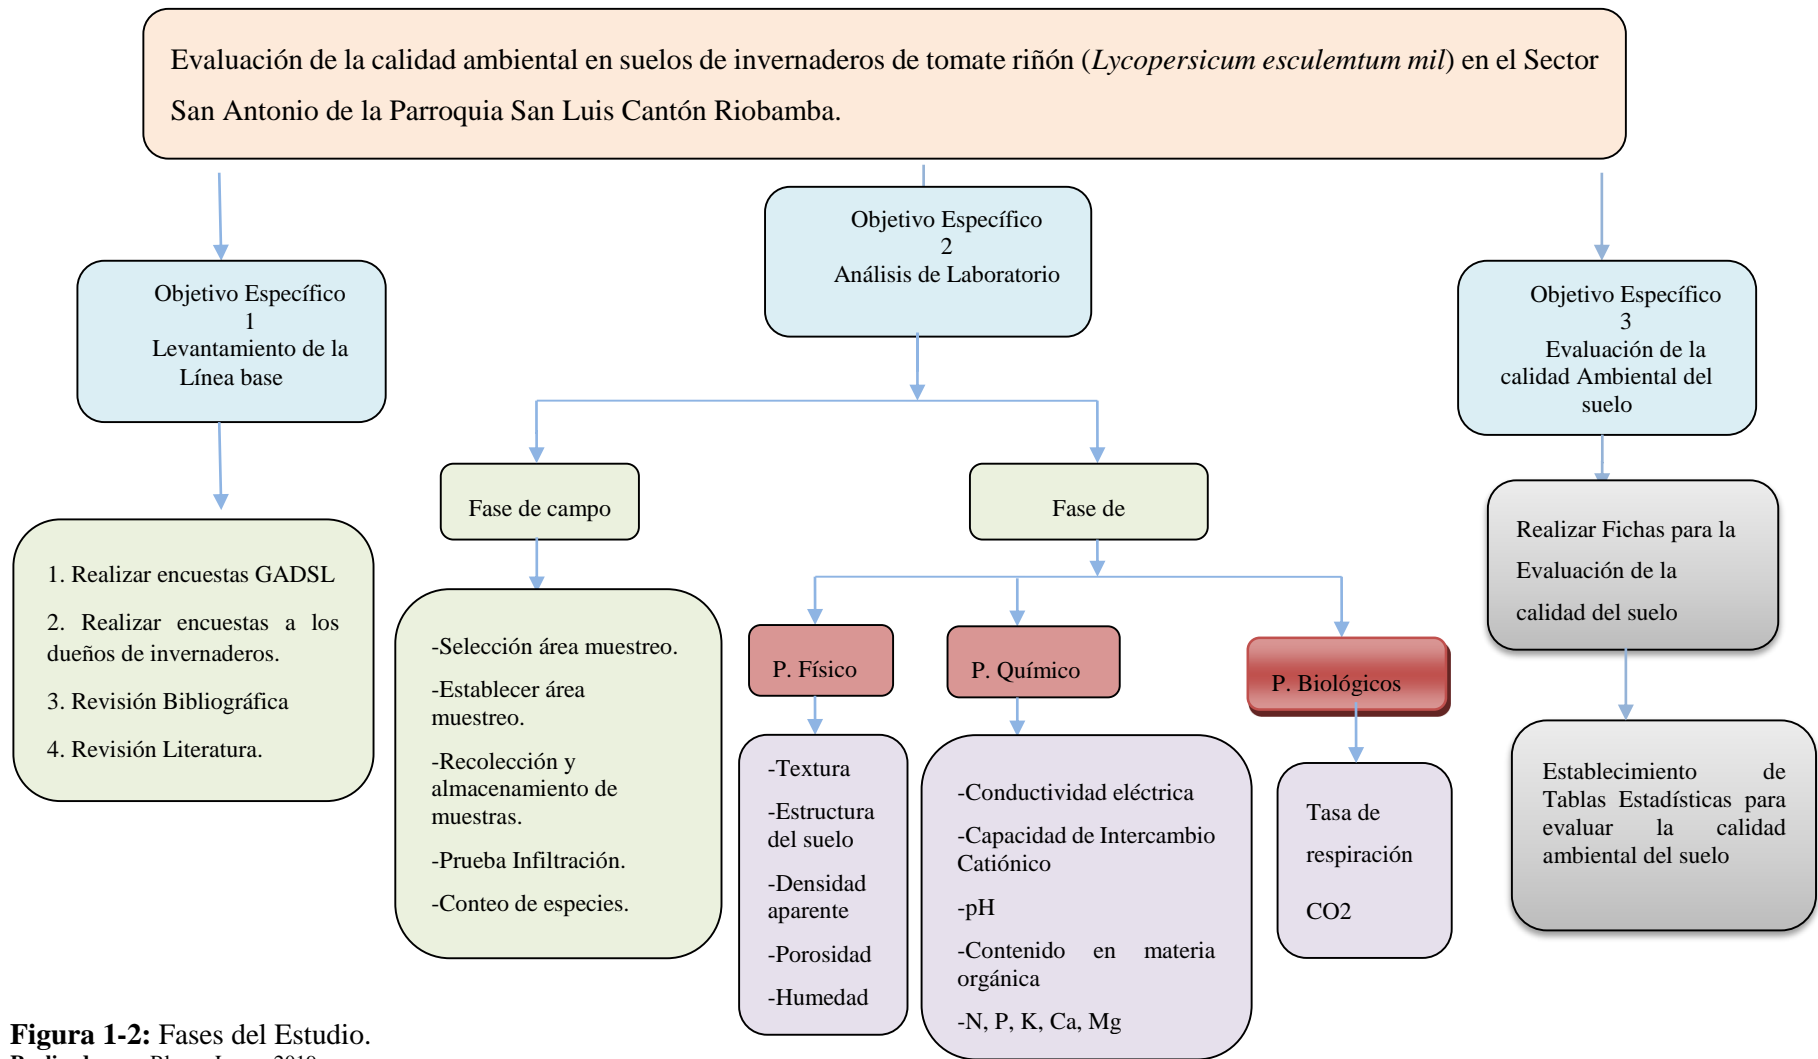 Evaluación de la calidad ambiental en suelos de invernaderos de tomate riñón (Lycopersicum esculemtum mil) en el Sector
San Antonio de la Parroquia San Luis Cantón Riobamba.
Objetivo Específico
1
Levantamiento de la
Línea base
1. Realizar encuestas GADSL
2. Realizar encuestas a los
dueños de invernaderos.
3. Revisión Bibliográfica
4. Revisión Literatura.
Objetivo Específico
2
Análisis de Laboratorio
Fase de campo
-Selección área muestreo.
-Establecer área
muestreo.
-Recolección y
almacenamiento de
muestras.
-Prueba Infiltración.
-Conteo de especies.
Fase de
P. Físico
-Textura
-Estructura
del suelo
-Densidad
aparente
-Porosidad
-Humedad
P. Químico
-Conductividad eléctrica
-Capacidad de Intercambio
Catiónico
-pH
-Contenido en materia
orgánica
-N, P, K, Ca, Mg
P. Biológicos
Tasa de
respiración
CO2
Objetivo Específico
3
Evaluación de la
calidad Ambiental del
suelo
Realizar Fichas para la
Evaluación de la
calidad del suelo
Establecimiento de
Tablas Estadísticas para
evaluar la calidad
ambiental del suelo
Figura 1-2: Fases del Estudio.